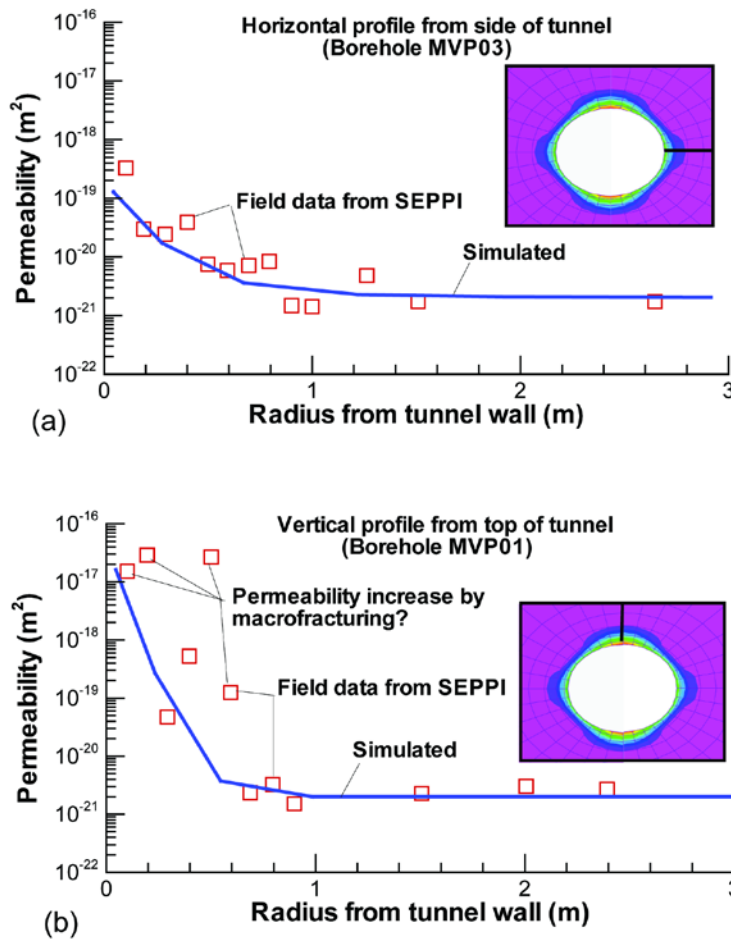 Horizontal profile from side of tunnel
(Borehole MVP03)
Permeability (m²)
10⁻¹⁶
10⁻¹⁷
10⁻¹⁸
10⁻¹⁹
10⁻²⁰
10⁻²¹
10⁻²²
Field data from SEPPI
Simulated
0 1 2 3
Radius from tunnel wall (m)
(a)
Vertical profile from top of tunnel
(Borehole MVP01)
Permeability (m²)
10⁻¹⁶
10⁻¹⁷
10⁻¹⁸
10⁻¹⁹
10⁻²⁰
10⁻²¹
10⁻²²
Permeability increase by
macrofracturing?
Field data from SEPPI
Simulated
0 1 2 3
Radius from tunnel wall (m)
(b)